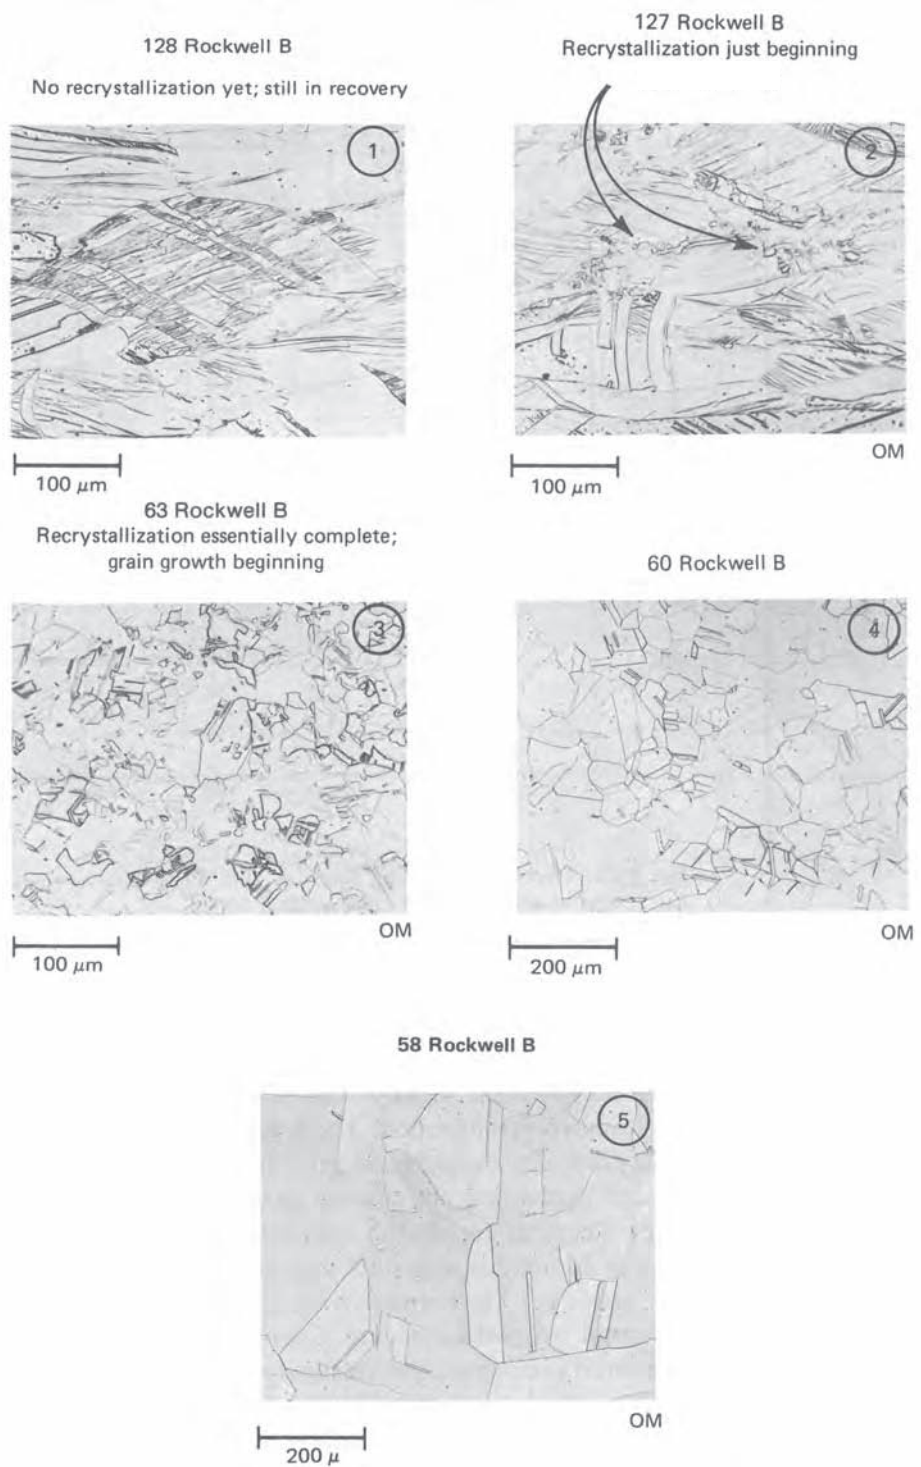 128 Rockwell B
No recrystallization yet; still in recovery
127 Rockwell B
Recrystallization just beginning
1
2
OM
100 μm
100 μm
63 Rockwell B
Recrystallization essentially complete;
grain growth beginning
60 Rockwell B
3
4
OM
OM
100 μm
200 μm
58 Rockwell B
5
OM
200 μ